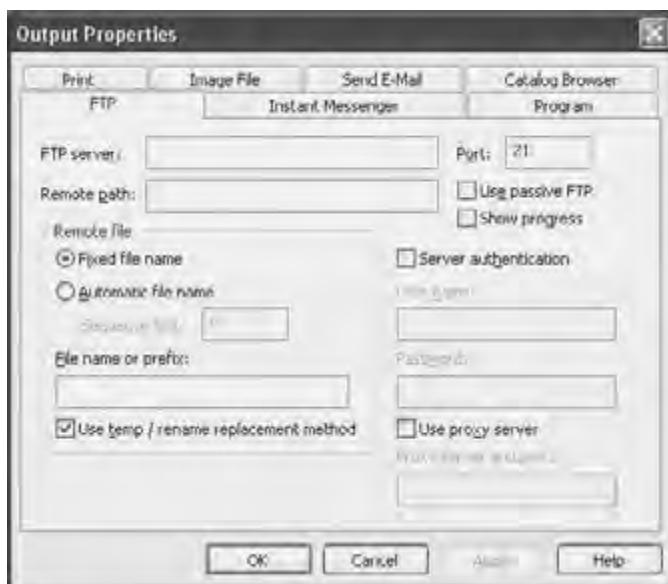 Output Properties
Print Image File Send E-Mail Catalog Browser
FTP Instant Messenger Program
FTP server: Port: 21
Remote path: Use passive FTP
Show progress
Remote file
Fixed file name Server authentication
Automatic file name
File name or prefix: Password:
Use temp / rename replacement method Use proxy server
OK Cancel Help